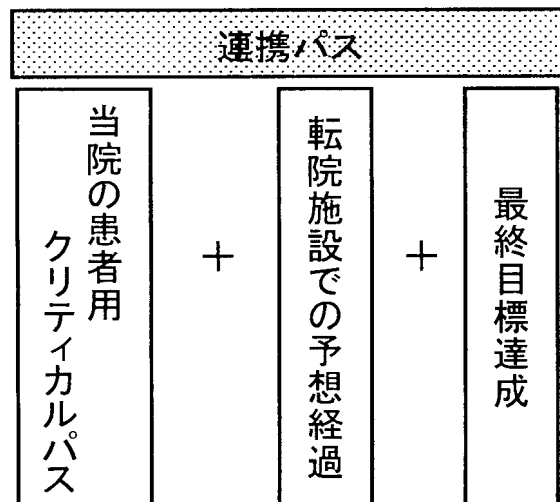 連携パス
当院の患者用
クリティカルパス
+
転院施設での予想経過
+
最終目標達成